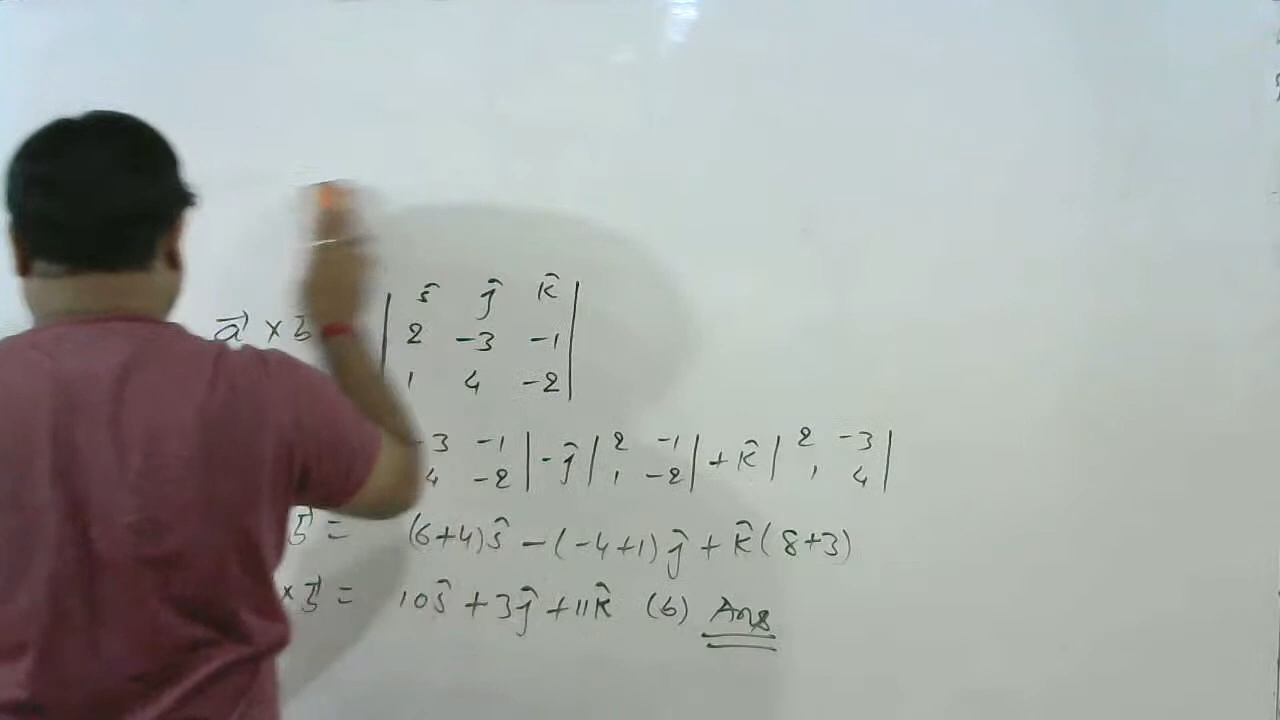 a⃗ × b
| î ĵ k̂ |
| 2 -3 -1 |
| 1 4 -2 |
-3 -1 | - ĵ | 2 -1 | + k̂ | 2 -3 |
4 -2 | 1 -2 | | 1 4 |
b⃗ = (6+4)î - (-4+1)ĵ + k̂(8+3)
× b⃗ = 10î + 3ĵ + 11k̂ (6) Ans